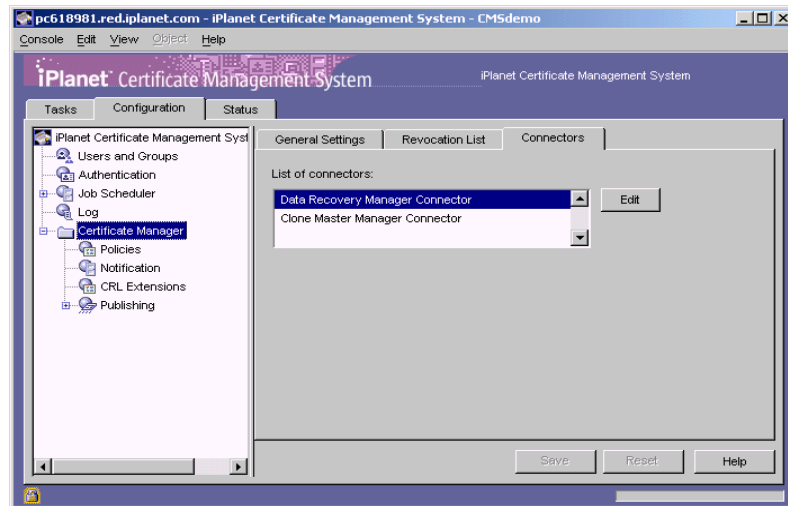 pc618981.red.iplanet.com - iPlanet Certificate Management System - CMSdemo
Console Edit View Object Help
iPlanet Certificate Management System
iPlanet Certificate Management System
Tasks Configuration Status
iPlanet Certificate Management Syst
Users and Groups
Authentication
Job Scheduler
Log
Certificate Manager
Policies
Notification
CRL Extensions
Publishing
General Settings Revocation List Connectors
List of connectors:
Data Recovery Manager Connector
Clone Master Manager Connector
Edit
Save Reset Help